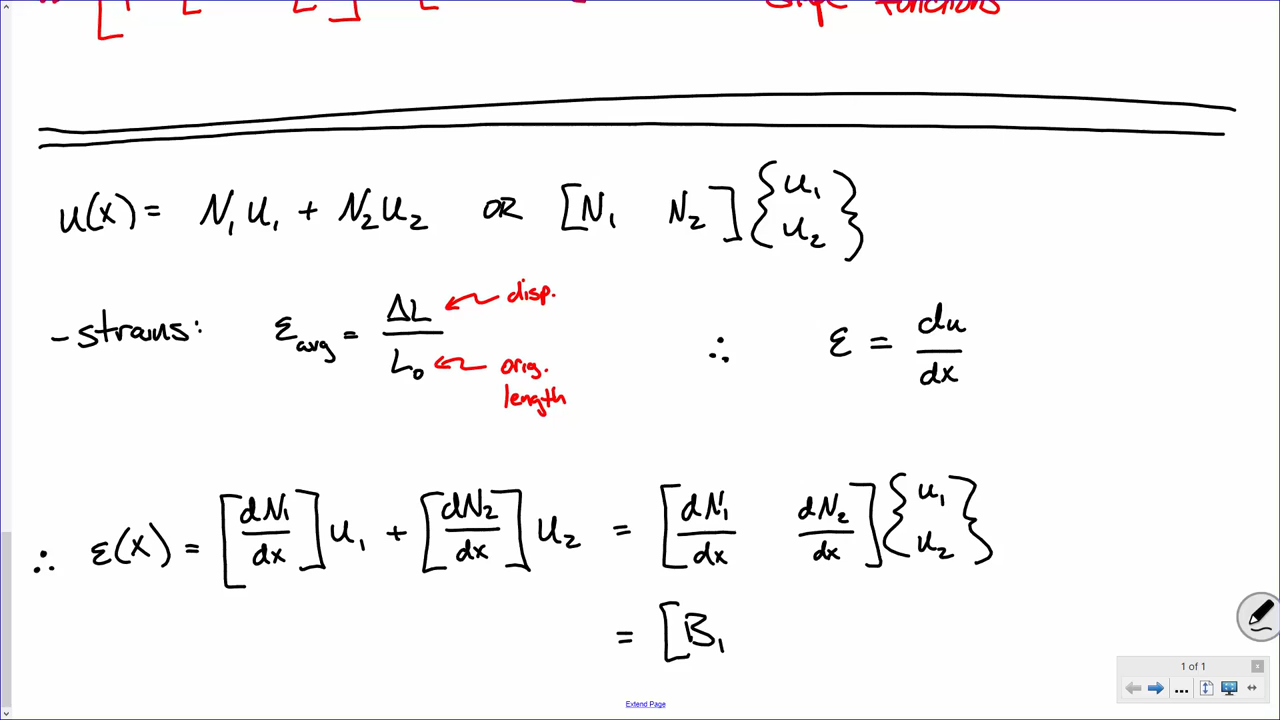 functions
u(x) = N₁u₁ + N₂u₂ OR [N₁ N₂]{u₁ u₂}
- strains: ε_avg = ΔL / L₀ ← disp. ← orig. length ∴ ε = du/dx
∴ ε(x) = [dN₁/dx]u₁ + [dN₂/dx]u₂ = [dN₁/dx dN₂/dx]{u₁ u₂}
= [B₁
1 of 1
...
Extend Page